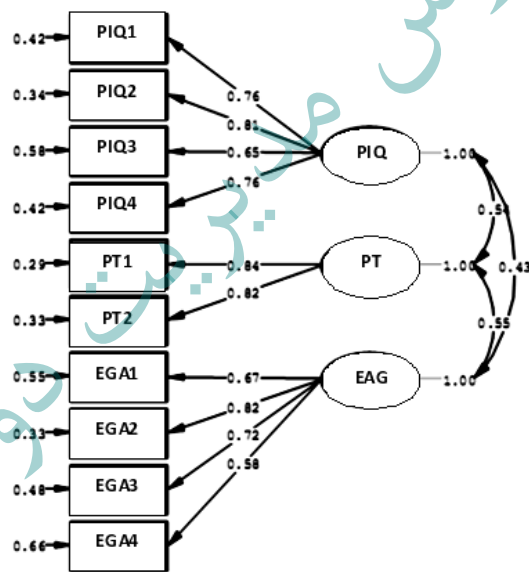 0.42 PIQ1
0.34 PIQ2
0.76
0.81
0.58 PIQ3 0.65 PIQ 1.00
0.76
0.42 PIQ4
0.54
0.29 PT1 0.84 PT 1.00 0.43
0.33 PT2 0.82
0.55
0.55 EGA1 0.67 EAG 1.00
0.82
0.33 EGA2
0.72
0.58
0.48 EGA3
0.66 EGA4
مدیریت